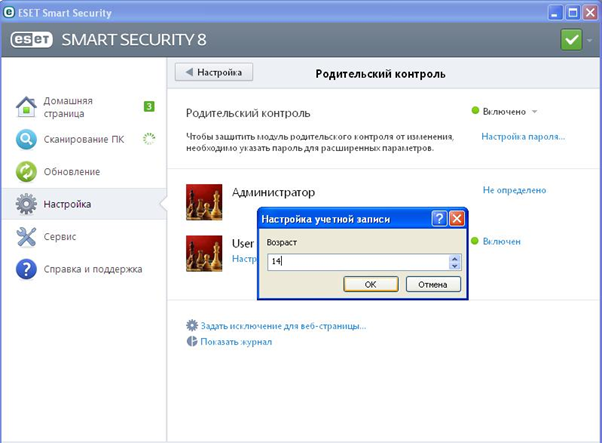 ESET Smart Security
eset SMART SECURITY 8
Настройка
Родительский контроль
Домашняя страница
3
Сканирование ПК
Обновление
Настройка
Сервис
Справка и поддержка
Родительский контроль
Включено
Чтобы защитить модуль родительского контроля от изменения,
необходимо указать пароль для расширенных параметров.
Настройка пароля...
Администратор
Не определено
User
Настр
Включен
Настройка учетной записи
Возраст
14
OK
Отмена
Задать исключение для веб-страницы...
Показать журнал